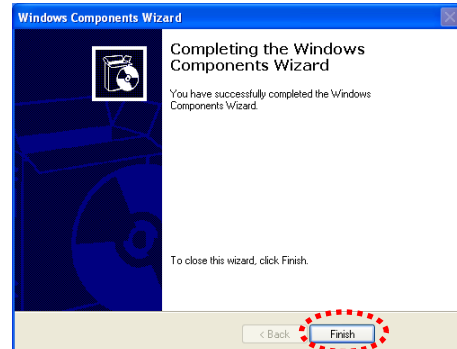 Windows Components Wizard
Completing the Windows
Components Wizard
You have successfully completed the Windows
Components Wizard.
To close this wizard, click Finish.
< Back
Finish